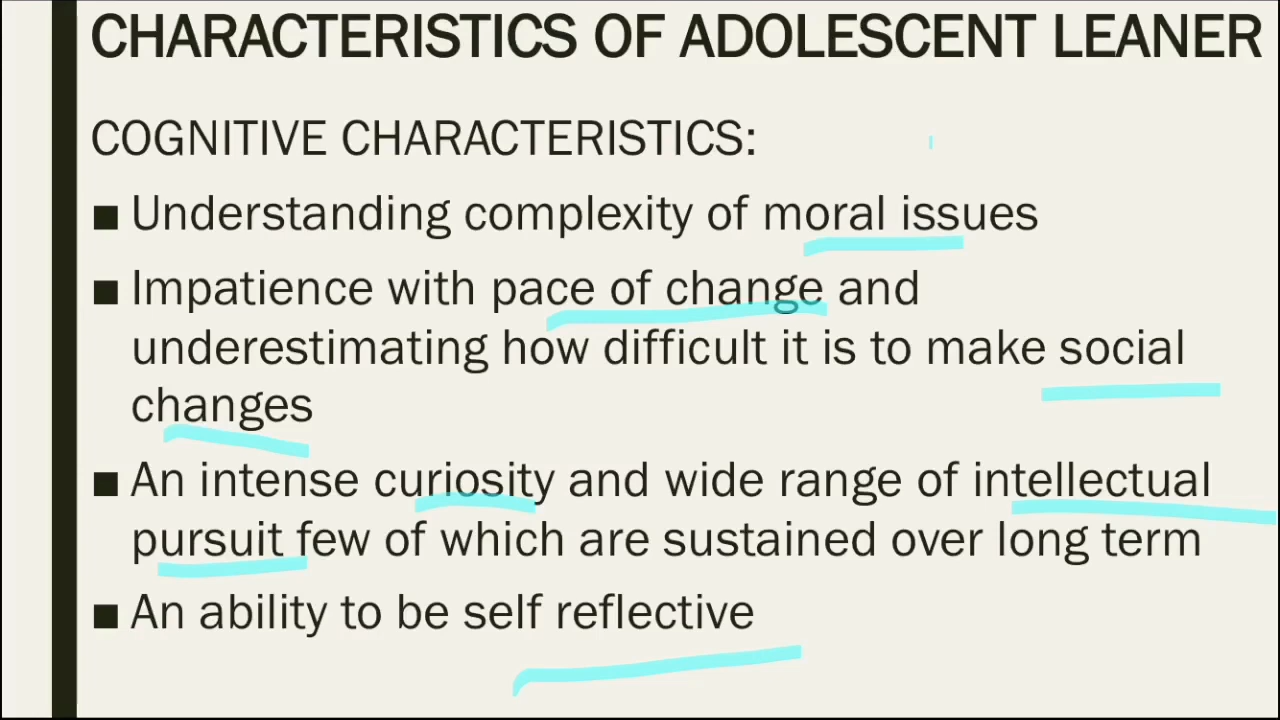 CHARACTERISTICS OF ADOLESCENT LEANER
COGNITIVE CHARACTERISTICS:
■ Understanding complexity of moral issues
■ Impatience with pace of change and
underestimating how difficult it is to make social
changes
■ An intense curiosity and wide range of intellectual
pursuit few of which are sustained over long term
■ An ability to be self reflective